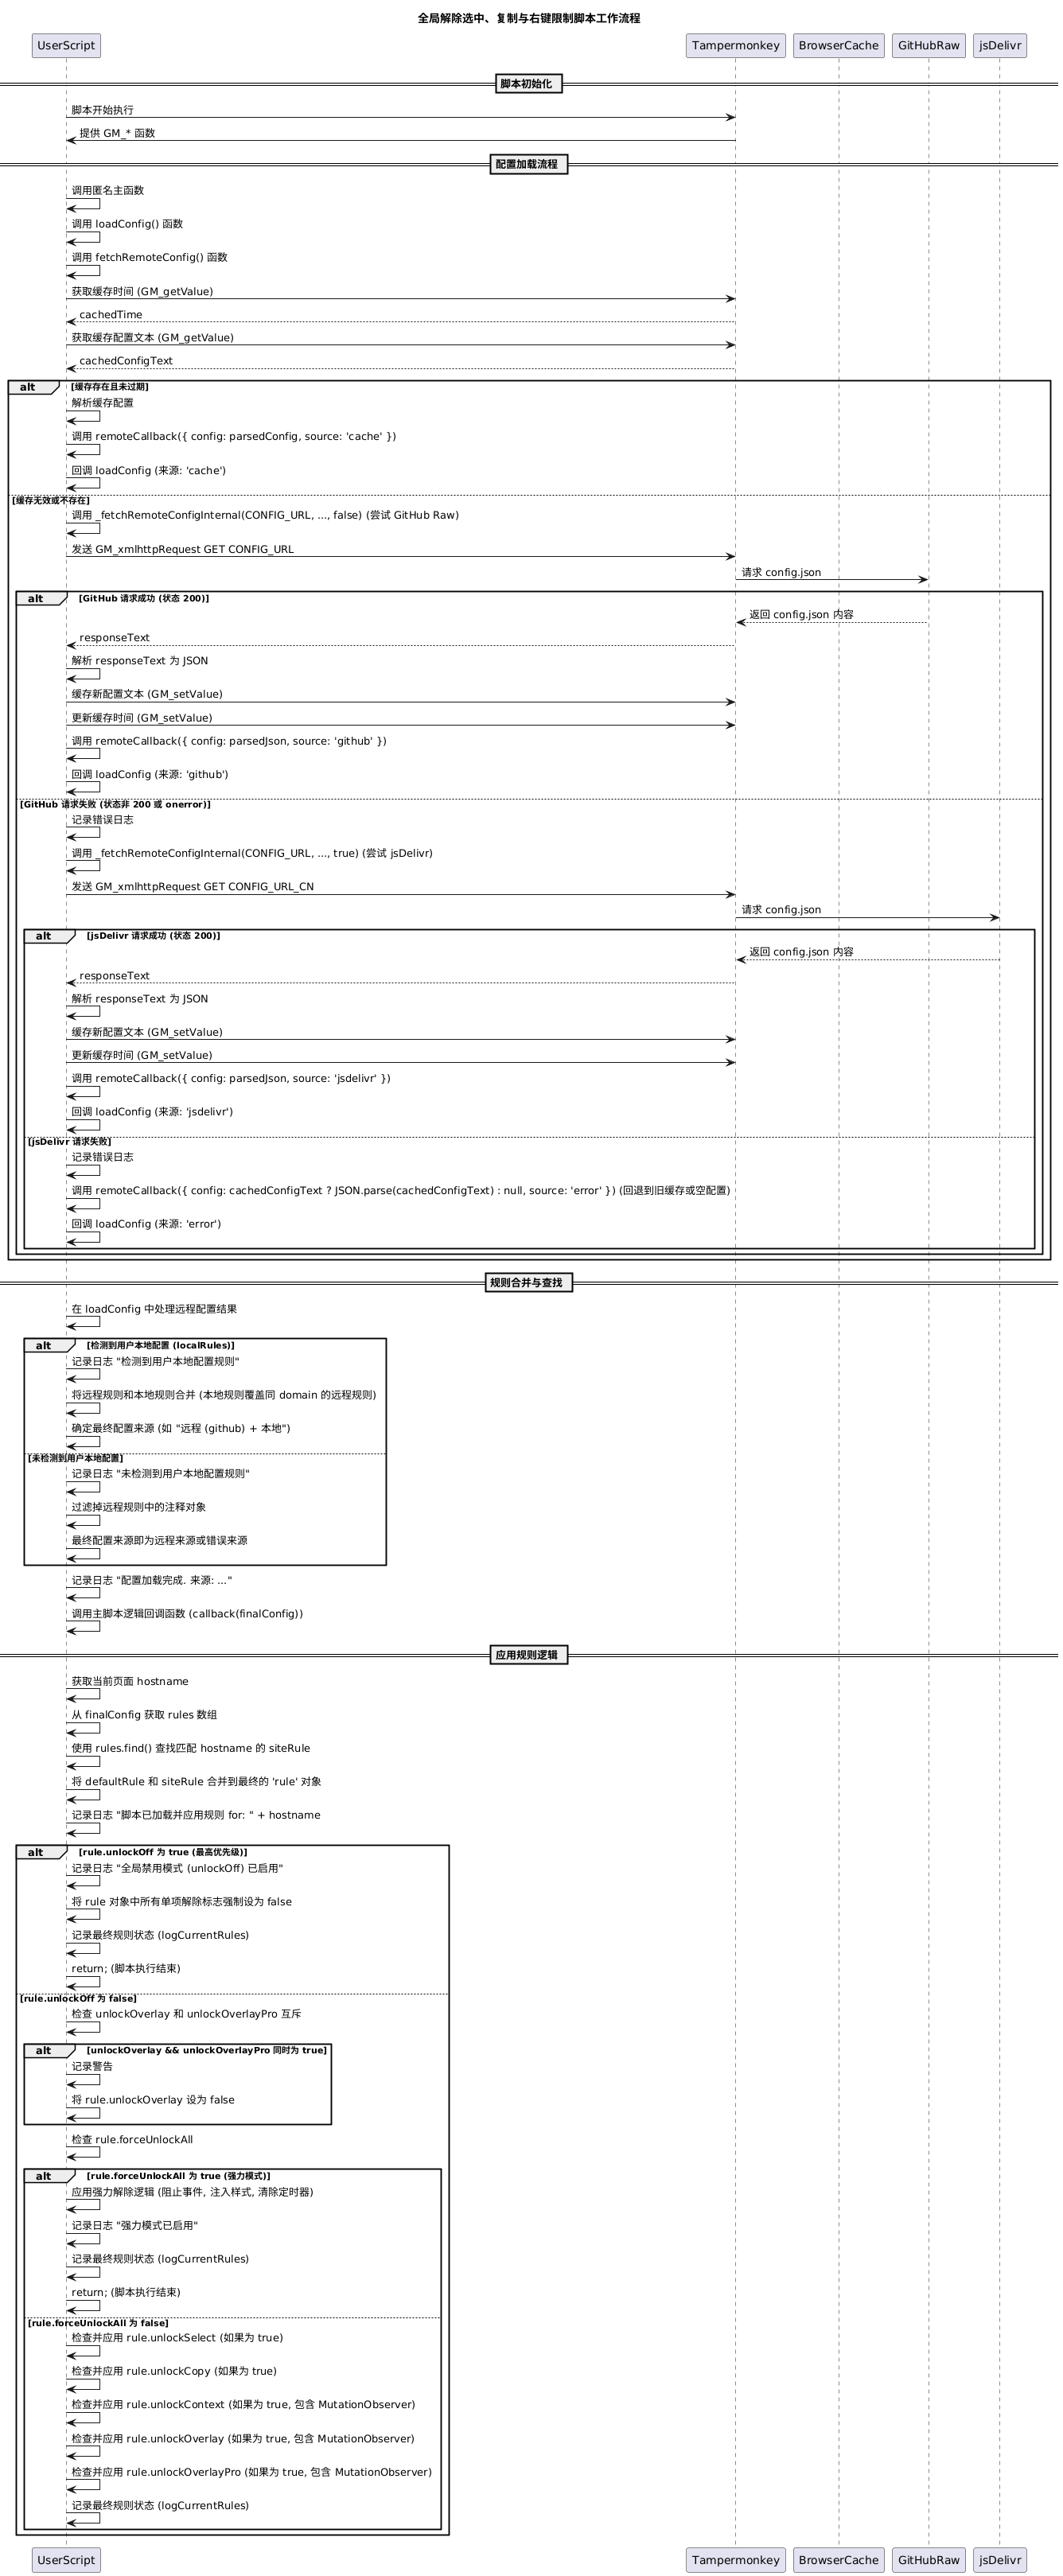 全局解除选中、复制与右键限制脚本工作流程
UserScript
Tampermonkey
BrowserCache
GitHubRaw
jsDelivr
脚本初始化
脚本开始执行
提供 GM_* 函数
配置加载流程
调用匿名主函数
调用 loadConfig() 函数
调用 fetchRemoteConfig() 函数
获取缓存时间 (GM_getValue)
cachedTime
获取缓存配置文本 (GM_getValue)
cachedConfigText
alt [缓存存在且未过期]
解析缓存配置
调用 remoteCallback({ config: parsedConfig, source: 'cache' })
回调 loadConfig (来源: 'cache')
[缓存无效或不存在]
调用 _fetchRemoteConfigInternal(CONFIG_URL, ..., false) (尝试 GitHub Raw)
发送 GM_xmlhttpRequest GET CONFIG_URL
请求 config.json
alt [GitHub 请求成功 (状态 200)]
返回 config.json 内容
responseText
解析 responseText 为 JSON
缓存新配置文本 (GM_setValue)
更新缓存时间 (GM_setValue)
调用 remoteCallback({ config: parsedJson, source: 'github' })
回调 loadConfig (来源: 'github')
[GitHub 请求失败 (状态非 200 或 onerror)]
记录错误日志
调用 _fetchRemoteConfigInternal(CONFIG_URL, ..., true) (尝试 jsDelivr)
发送 GM_xmlhttpRequest GET CONFIG_URL_CN
请求 config.json
alt [jsDelivr 请求成功 (状态 200)]
返回 config.json 内容
responseText
解析 responseText 为 JSON
缓存新配置文本 (GM_setValue)
更新缓存时间 (GM_setValue)
调用 remoteCallback({ config: parsedJson, source: 'jsdelivr' })
回调 loadConfig (来源: 'jsdelivr')
[jsDelivr 请求失败]
记录错误日志
调用 remoteCallback({ config: cachedConfigText ? JSON.parse(cachedConfigText) : null, source: 'error' }) (回退到旧缓存或空配置)
回调 loadConfig (来源: 'error')
规则合并与查找
在 loadConfig 中处理远程配置结果
alt [检测到用户本地配置 (localRules)]
记录日志 "检测到用户本地配置规则"
将远程规则和本地规则合并 (本地规则覆盖同 domain 的远程规则)
确定最终配置来源 (如 "远程 (github) + 本地")
[未检测到用户本地配置]
记录日志 "未检测到用户本地配置规则"
过滤掉远程规则中的注释对象
最终配置来源即为远程来源或错误来源
记录日志 "配置加载完成. 来源: ..."
调用主脚本逻辑回调函数 (callback(finalConfig))
应用规则逻辑
获取当前页面 hostname
从 finalConfig 获取 rules 数组
使用 rules.find() 查找匹配 hostname 的 siteRule
将 defaultRule 和 siteRule 合并到最终的 'rule' 对象
记录日志 "脚本已加载并应用规则 for: " + hostname
alt [rule.unlockOff 为 true (最高优先级)]
记录日志 "全局禁用模式 (unlockOff) 已启用"
将 rule 对象中所有单项解除标志强制设为 false
记录最终规则状态 (logCurrentRules)
return; (脚本执行结束)
[rule.unlockOff 为 false]
检查 unlockOverlay 和 unlockOverlayPro 互斥
alt [unlockOverlay && unlockOverlayPro 同时为 true]
记录警告
将 rule.unlockOverlay 设为 false
检查 rule.forceUnlockAll
alt [rule.forceUnlockAll 为 true (强力模式)]
应用强力解除逻辑 (阻止事件, 注入样式, 清除定时器)
记录日志 "强力模式已启用"
记录最终规则状态 (logCurrentRules)
return; (脚本执行结束)
[rule.forceUnlockAll 为 false]
检查并应用 rule.unlockSelect (如果为 true)
检查并应用 rule.unlockCopy (如果为 true)
检查并应用 rule.unlockContext (如果为 true, 包含 MutationObserver)
检查并应用 rule.unlockOverlay (如果为 true, 包含 MutationObserver)
检查并应用 rule.unlockOverlayPro (如果为 true, 包含 MutationObserver)
记录最终规则状态 (logCurrentRules)
UserScript
Tampermonkey
BrowserCache
GitHubRaw
jsDelivr